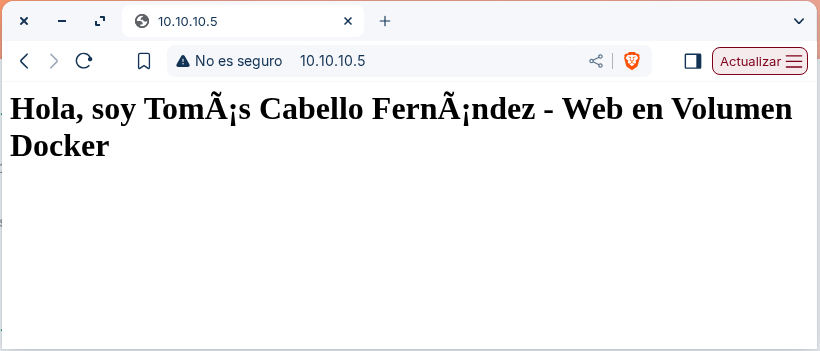 10.10.10.5
No es seguro 10.10.10.5
Actualizar
Hola, soy TomÃ¡s Cabello FernÃ¡ndez - Web en Volumen
Docker